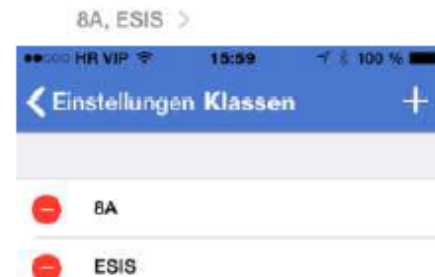 8A, ESIS >
HR VIP 15:59 100 %
Einstellungen Klassen +
8A
ESIS